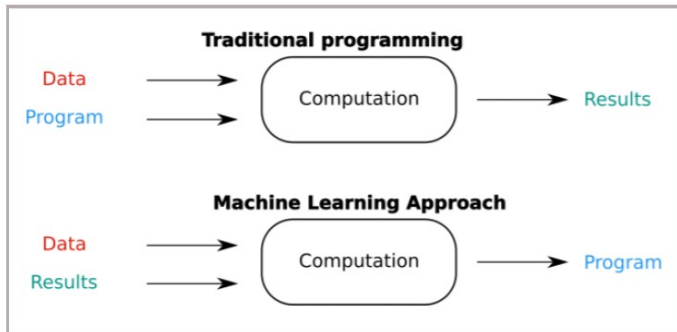 Traditional programming
Data
Computation
Results
Program
Machine Learning Approach
Data
Computation
Program
Results